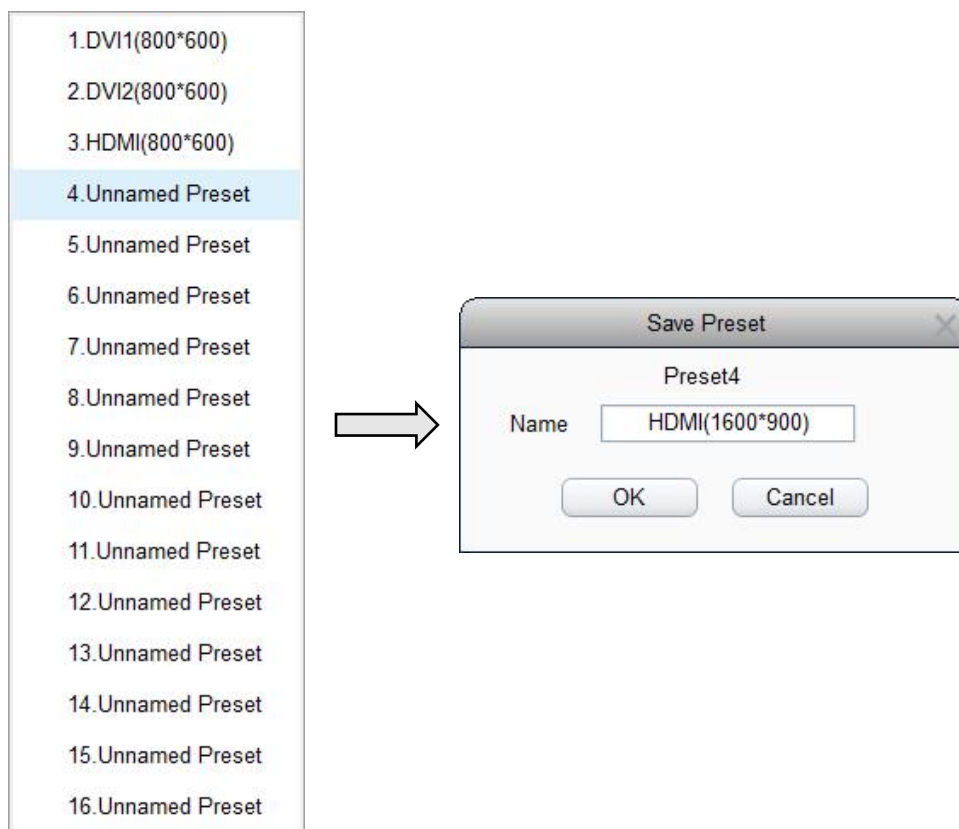 1.DVI1(800*600)
2.DVI2(800*600)
3.HDMI(800*600)
4.Unnamed Preset
5.Unnamed Preset
6.Unnamed Preset
7.Unnamed Preset
8.Unnamed Preset
9.Unnamed Preset
10.Unnamed Preset
11.Unnamed Preset
12.Unnamed Preset
13.Unnamed Preset
14.Unnamed Preset
15.Unnamed Preset
16.Unnamed Preset
Save Preset
Preset4
Name HDMI(1600*900)
OK Cancel